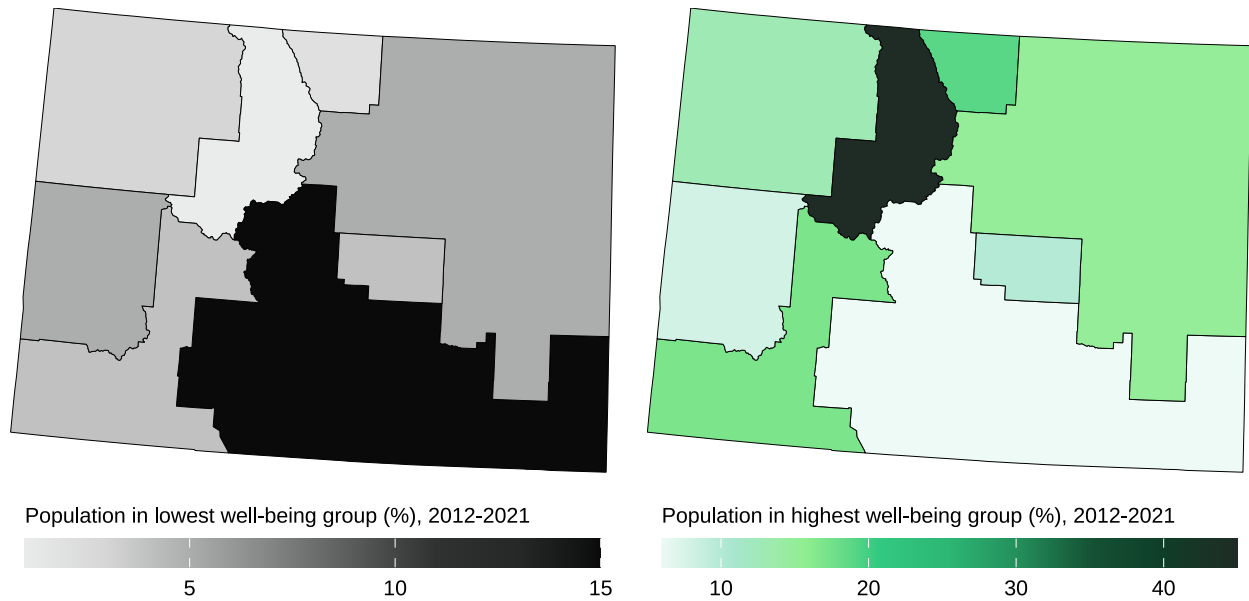 Population in lowest well-being group (%), 2012-2021
5 10 15
Population in highest well-being group (%), 2012-2021
10 20 30 40